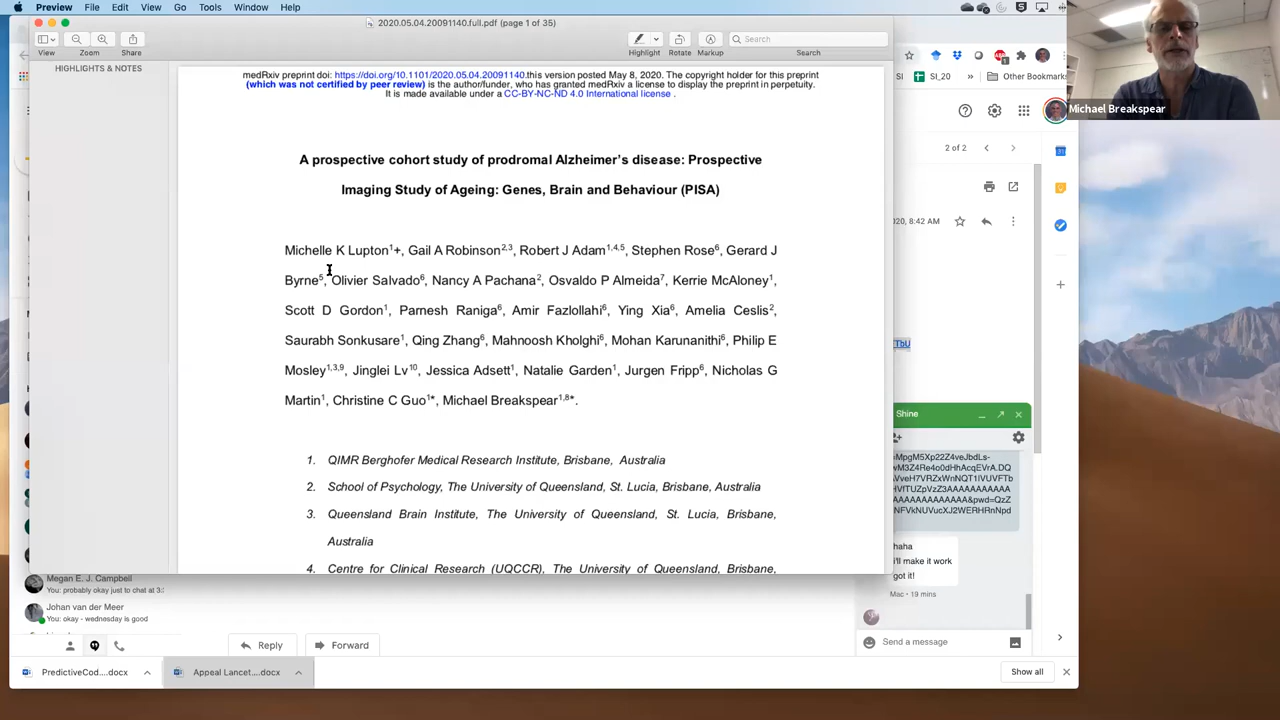 Preview File Edit View Go Tools Window Help
2020.05.04.20091140.full.pdf (page 1 of 35)
View Zoom Share Highlight Rotate Markup Search
Search
HIGHLIGHTS & NOTES
medRxiv preprint doi: https://doi.org/10.1101/2020.05.04.20091140.this version posted May 8, 2020. The copyright holder for this preprint
(which was not certified by peer review) is the author/funder, who has granted medRxiv a license to display the preprint in perpetuity.
It is made available under a CC-BY-NC-ND 4.0 International license .
A prospective cohort study of prodromal Alzheimer's disease: Prospective
Imaging Study of Ageing: Genes, Brain and Behaviour (PISA)
Michelle K Lupton1+, Gail A Robinson2,3, Robert J Adam1,4,5, Stephen Rose6, Gerard J
Byrne5, Olivier Salvado6, Nancy A Pachana2, Osvaldo P Almeida7, Kerrie McAloney1,
Scott D Gordon1, Parnesh Raniga6, Amir Fazlollahi6, Ying Xia6, Amelia Ceslis2,
Saurabh Sonkusare1, Qing Zhang6, Mahnoosh Kholghi6, Mohan Karunanithi6, Philip E
Mosley1,3,9, Jinglei Lv10, Jessica Adsett1, Natalie Garden1, Jurgen Fripp6, Nicholas G
Martin1, Christine C Guo1*, Michael Breakspear1,8*.
1. QIMR Berghofer Medical Research Institute, Brisbane, Australia
2. School of Psychology, The University of Queensland, St. Lucia, Brisbane, Australia
3. Queensland Brain Institute, The University of Queensland, St. Lucia, Brisbane,
Australia
4. Centre for Clinical Research (UQCCR), The University of Queensland, Brisbane,
Michael Breakspear
SI SI_20 » Other Bookmarks
2 of 2
2020, 8:42 AM
TbU
Shine
haha
i'll make it work
got it!
Mac • 19 mins
Send a message
Megan E. J. Campbell
You: probably okay just to chat at 3:
Johan van der Meer
You: okay - wednesday is good
Reply Forward
PredictiveCod....docx Appeal Lancet,...docx Show all